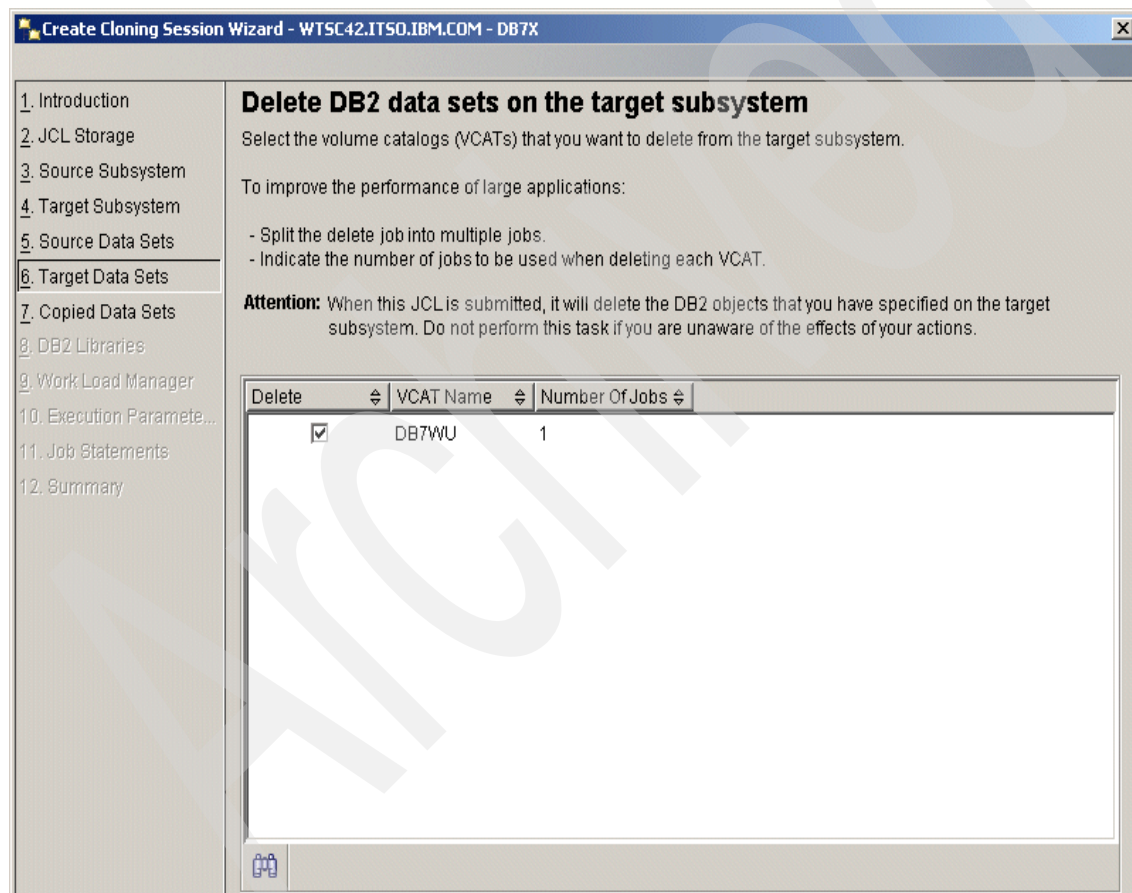 Create Cloning Session Wizard - WTSC42.ITSO.IBM.COM - DB7X
1. Introduction
2. JCL Storage
3. Source Subsystem
4. Target Subsystem
5. Source Data Sets
6. Target Data Sets
7. Copied Data Sets
8. DB2 Libraries
9. Work Load Manager
10. Execution Paramete...
11. Job Statements
12. Summary
Delete DB2 data sets on the target subsystem
Select the volume catalogs (VCATs) that you want to delete from the target subsystem.
To improve the performance of large applications:
- Split the delete job into multiple jobs.
- Indicate the number of jobs to be used when deleting each VCAT.
Attention: When this JCL is submitted, it will delete the DB2 objects that you have specified on the target
subsystem. Do not perform this task if you are unaware of the effects of your actions.
Delete VCAT Name Number Of Jobs
DB7WU 1
Archived